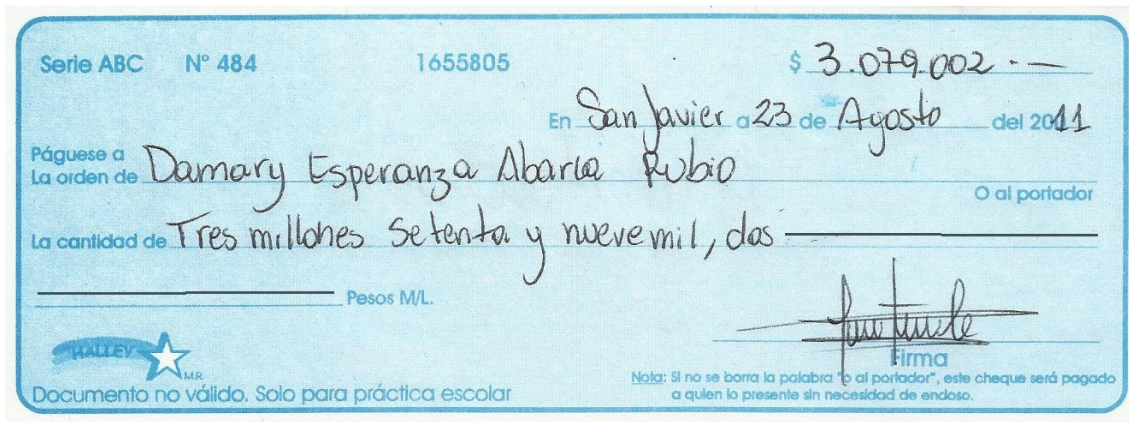 Serie ABC N° 484 1655805 $ 3.079.002.-
En San Javier a 23 de Agosto del 2011
Páguese a
La orden de Damary Esperanza Abarca Rubio
O al portador
La cantidad de Tres millones Setenta y nueve mil, dos
Pesos M/L.
HALLEY
M.R.
Firma
Documento no válido. Solo para práctica escolar
Nota: Si no se borra la palabra "o al portador", este cheque será pagado
a quien lo presente sin necesidad de endoso.